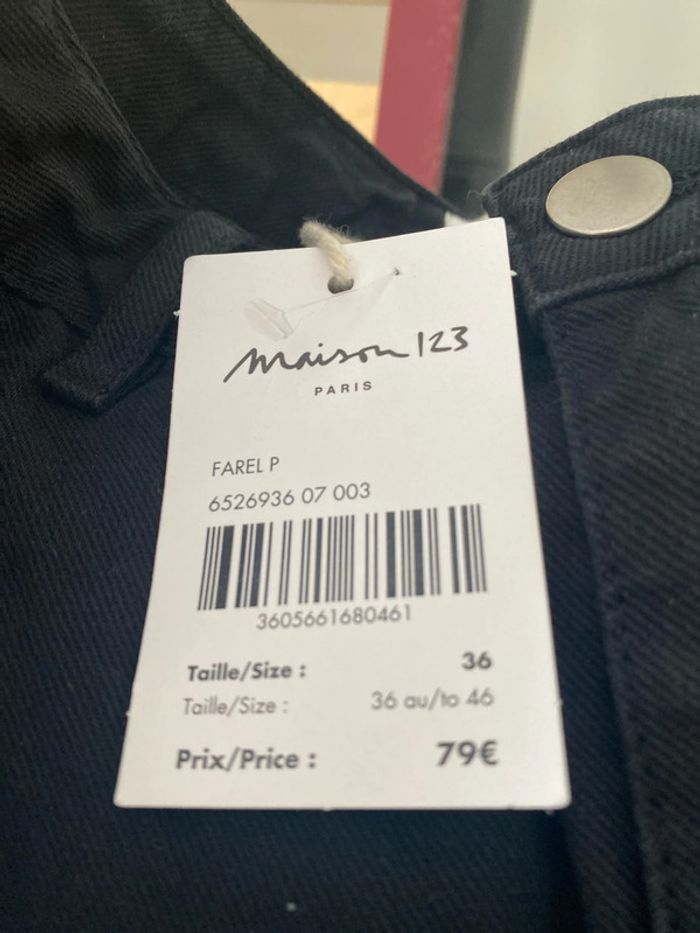 Maison 123
PARIS
FAREL P
6526936 07 003
3605661680461
Taille/Size : 36
Taille/Size : 36 au/to 46
Prix/Price : 79€